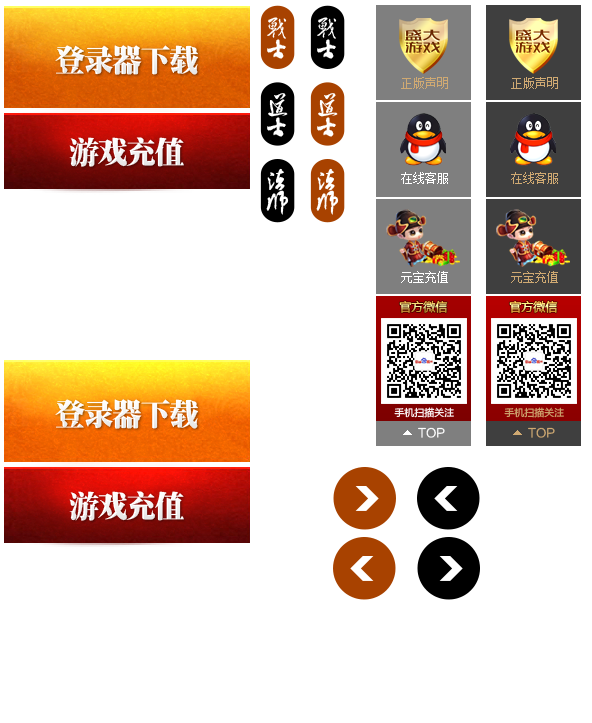 登录器下载
游戏充值
战士
战士
道士
道士
法师
法师
盛大
游戏
正版声明
在线客服
元宝充值
官方微信
手机扫描关注
TOP
盛大
游戏
正版声明
在线客服
元宝充值
官方微信
手机扫描关注
TOP
登录器下载
游戏充值